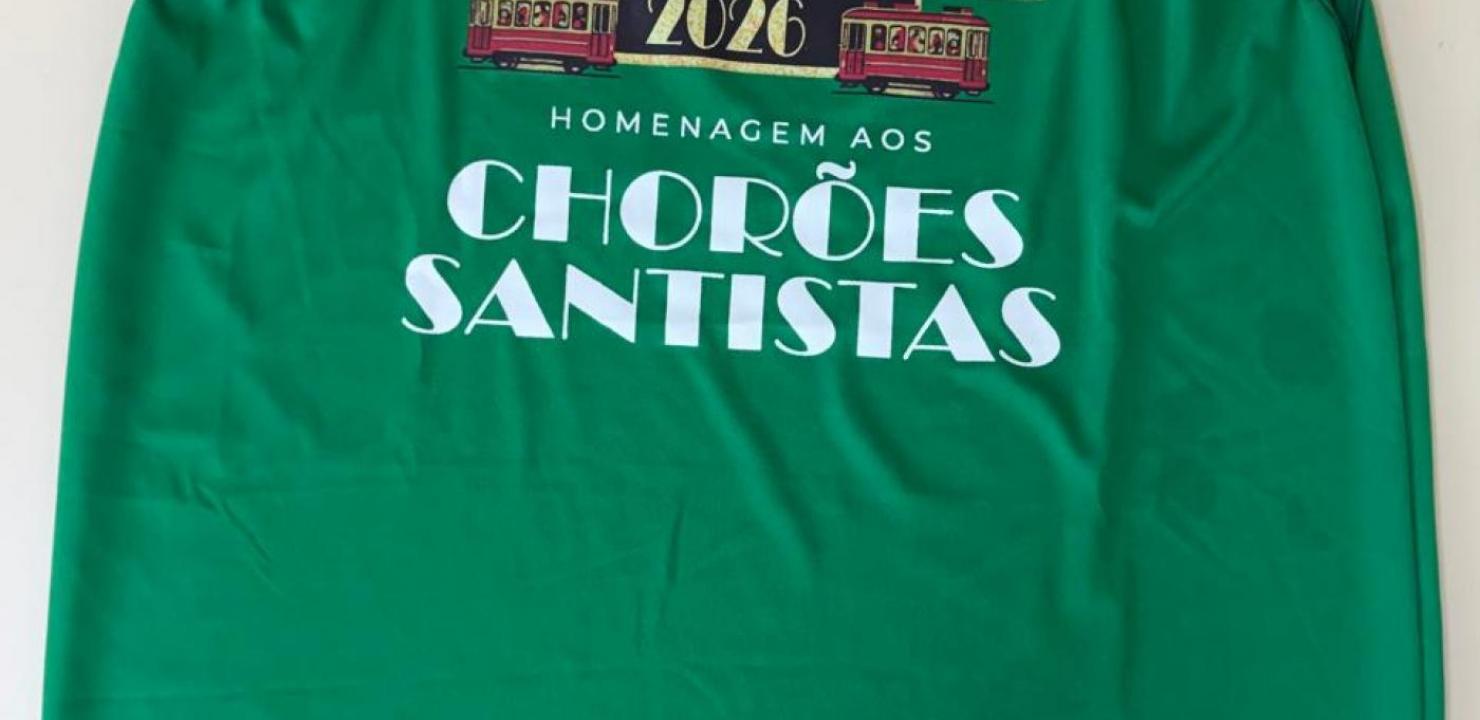 2026
HOMENAGEM AOS
CHORÕES
SANTISTAS